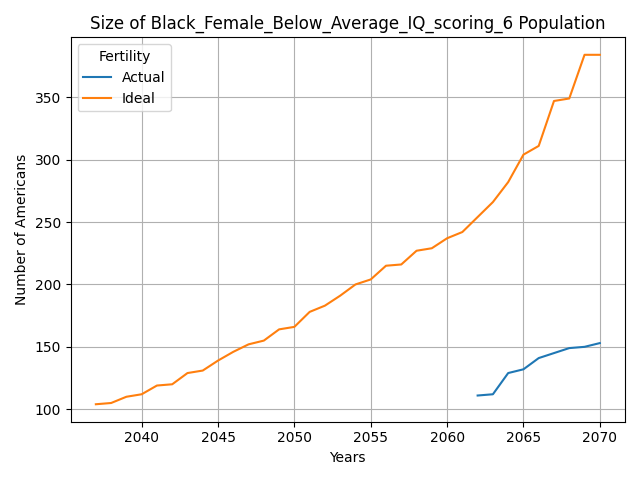 Size of Black_Female_Below_Average_IQ_scoring_6 Population
Fertility
Actual
Ideal
Number of Americans
350
300
250
200
150
100
2040 2045 2050 2055 2060 2065 2070
Years